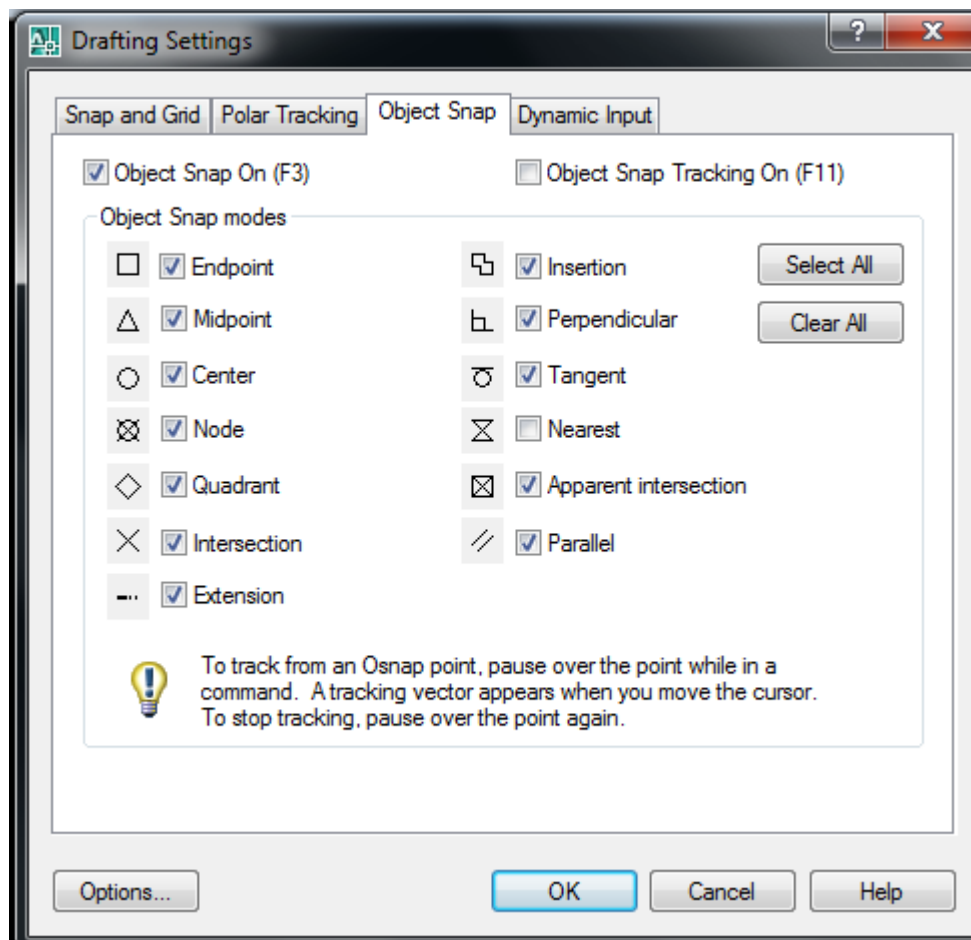 Drafting Settings
Snap and Grid Polar Tracking Object Snap Dynamic Input
Object Snap On (F3) Object Snap Tracking On (F11)
Object Snap modes
Endpoint Insertion Select All
Midpoint Perpendicular Clear All
Center Tangent
Node Nearest
Quadrant Apparent intersection
Intersection Parallel
Extension
To track from an Osnap point, pause over the point while in a
command. A tracking vector appears when you move the cursor.
To stop tracking, pause over the point again.
Options... OK Cancel Help